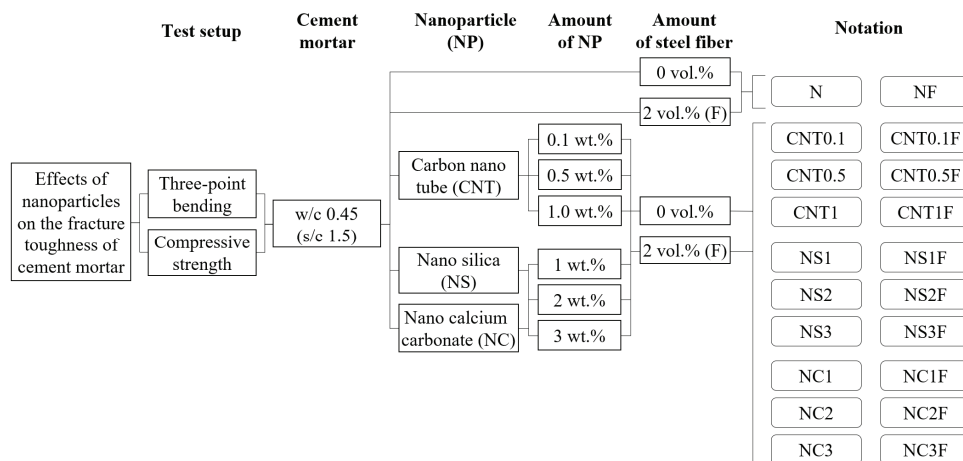 Test setup
Cement
mortar
Nanoparticle
(NP)
Amount
of NP
Amount
of steel fiber
Notation
Effects of
nanoparticles
on the fracture
toughness of
cement mortar
Three-point
bending
Compressive
strength
w/c 0.45
(s/c 1.5)
Carbon nano
tube (CNT)
Nano silica
(NS)
Nano calcium
carbonate (NC)
0.1 wt.%
0.5 wt.%
1.0 wt.%
1 wt.%
2 wt.%
3 wt.%
0 vol.%
2 vol.% (F)
0 vol.%
2 vol.% (F)
N
NF
CNT0.1
CNT0.1F
CNT0.5
CNT0.5F
CNT1
CNT1F
NS1
NS1F
NS2
NS2F
NS3
NS3F
NC1
NC1F
NC2
NC2F
NC3
NC3F